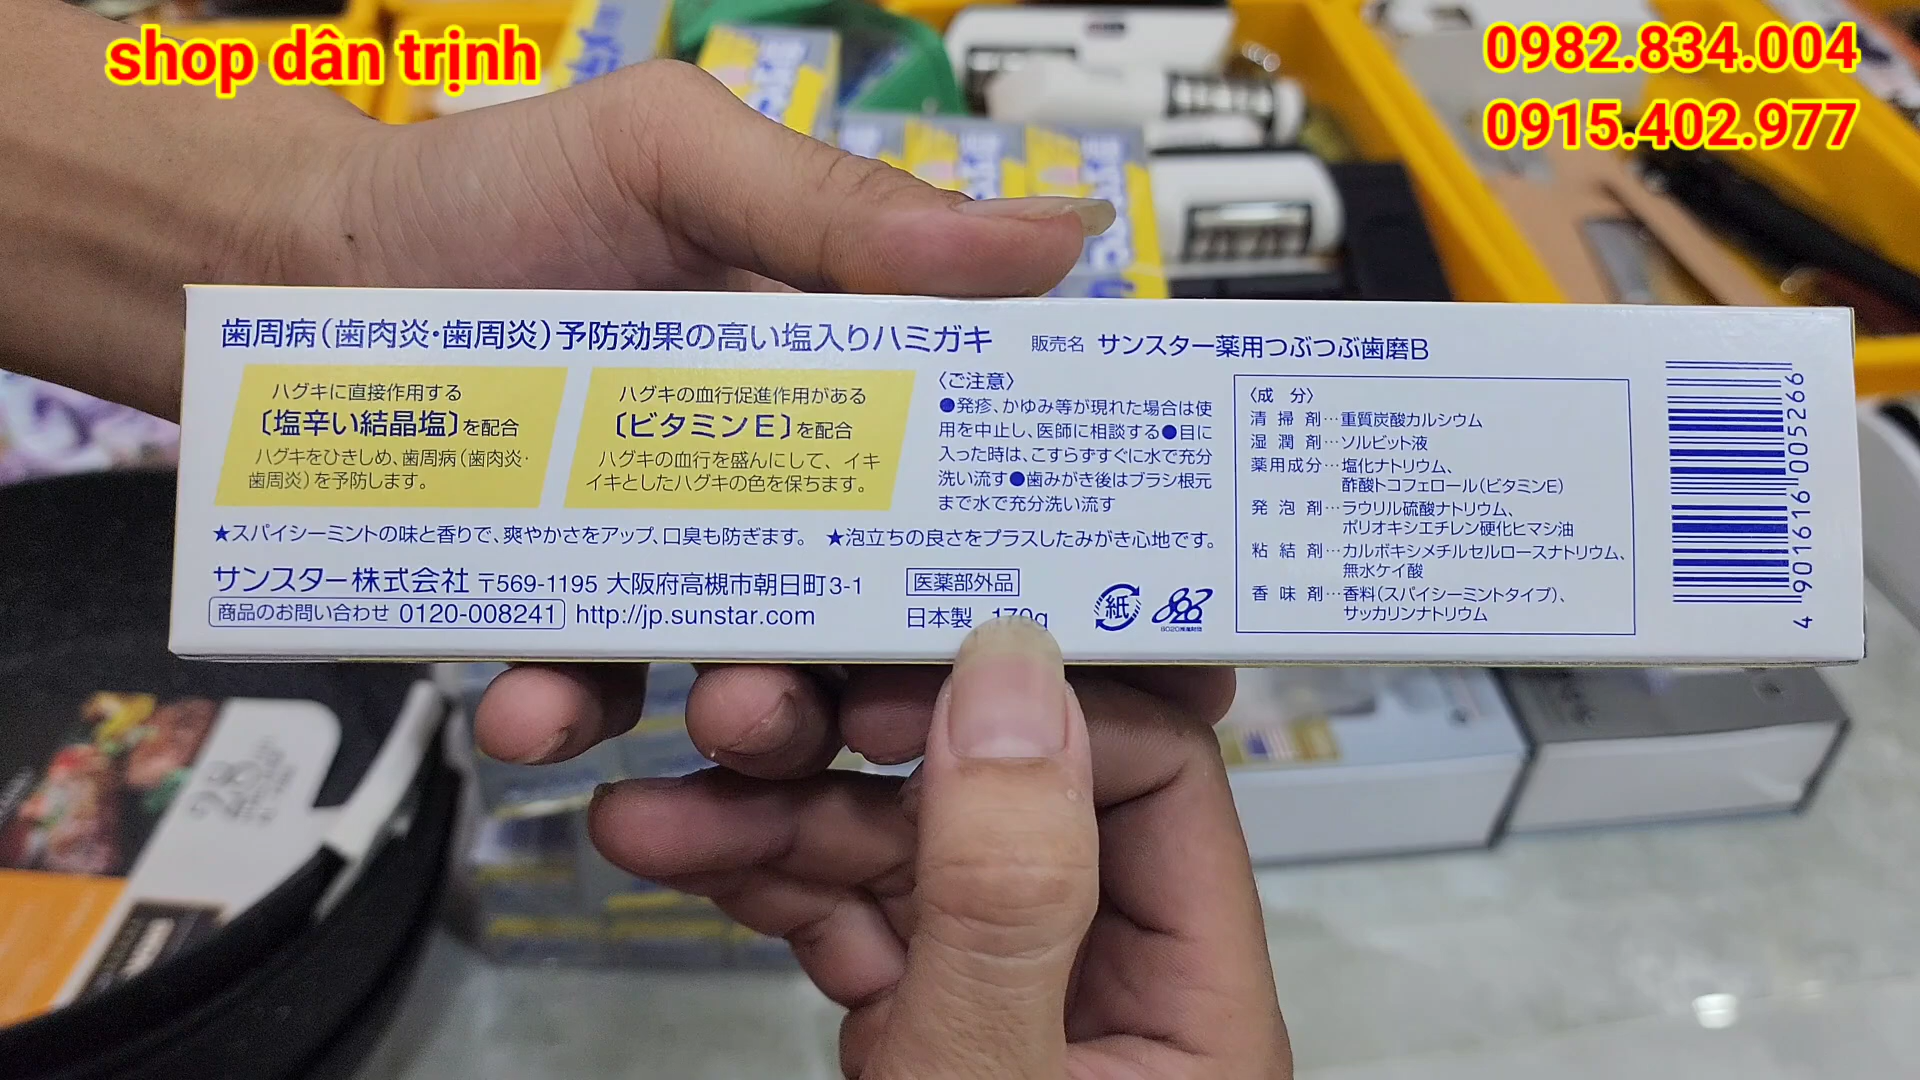 shop dân trịnh
0982.834.004
0915.402.977
歯周病(歯肉炎・歯周炎)予防効果の高い塩入りハミガキ
販売名 サンスター薬用つぶつぶ歯磨B
ハグキに直接作用する
〔塩辛い結晶塩〕を配合
ハグキをひきしめ、歯周病(歯肉炎・
歯周炎)を予防します。
ハグキの血行促進作用がある
〔ビタミンE〕を配合
ハグキの血行を盛んにして、イキ
イキとしたハグキの色を保ちます。
〈ご注意〉
●発疹、かゆみ等が現れた場合は使
用を中止し、医師に相談する●目に
入った時は、こすらずすぐに水で充分
洗い流す●歯みがき後はブラシ根元
まで水で充分洗い流す
★スパイシーミントの味と香りで、爽やかさをアップ、口臭も防ぎます。 ★泡立ちの良さをプラスしたみがき心地です。
サンスター株式会社 〒569-1195 大阪府高槻市朝日町3-1
商品のお問い合わせ 0120-008241 http://jp.sunstar.com
医薬部外品
日本製 170g
紙
8020
〈成 分〉
清掃剤…重質炭酸カルシウム
湿潤剤…ソルビット液
薬用成分…塩化ナトリウム、
酢酸トコフェロール(ビタミンE)
発泡剤…ラウリル硫酸ナトリウム、
ポリオキシエチレン硬化ヒマシ油
粘結剤…カルボキシメチルセルロースナトリウム、
無水ケイ酸
香味剤…香料(スパイシーミントタイプ)、
サッカリンナトリウム
4 901616 005266
28